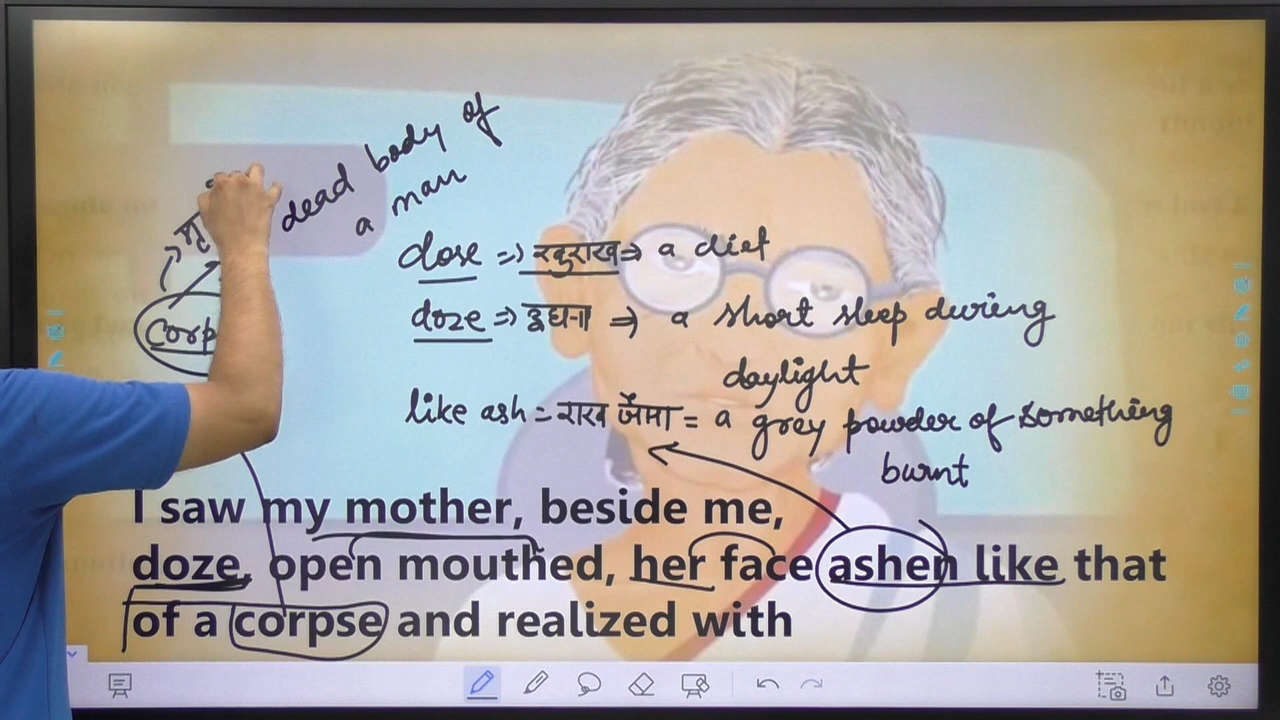 dead body of
a man
dose => खुराख => a diet
doze => ऊघना => a short sleep during
daylight
like ash = राख जैसा = a grey powder of something
burnt
Corp
I saw my mother, beside me,
doze, open mouthed, her face ashen like that
of a corpse and realized with